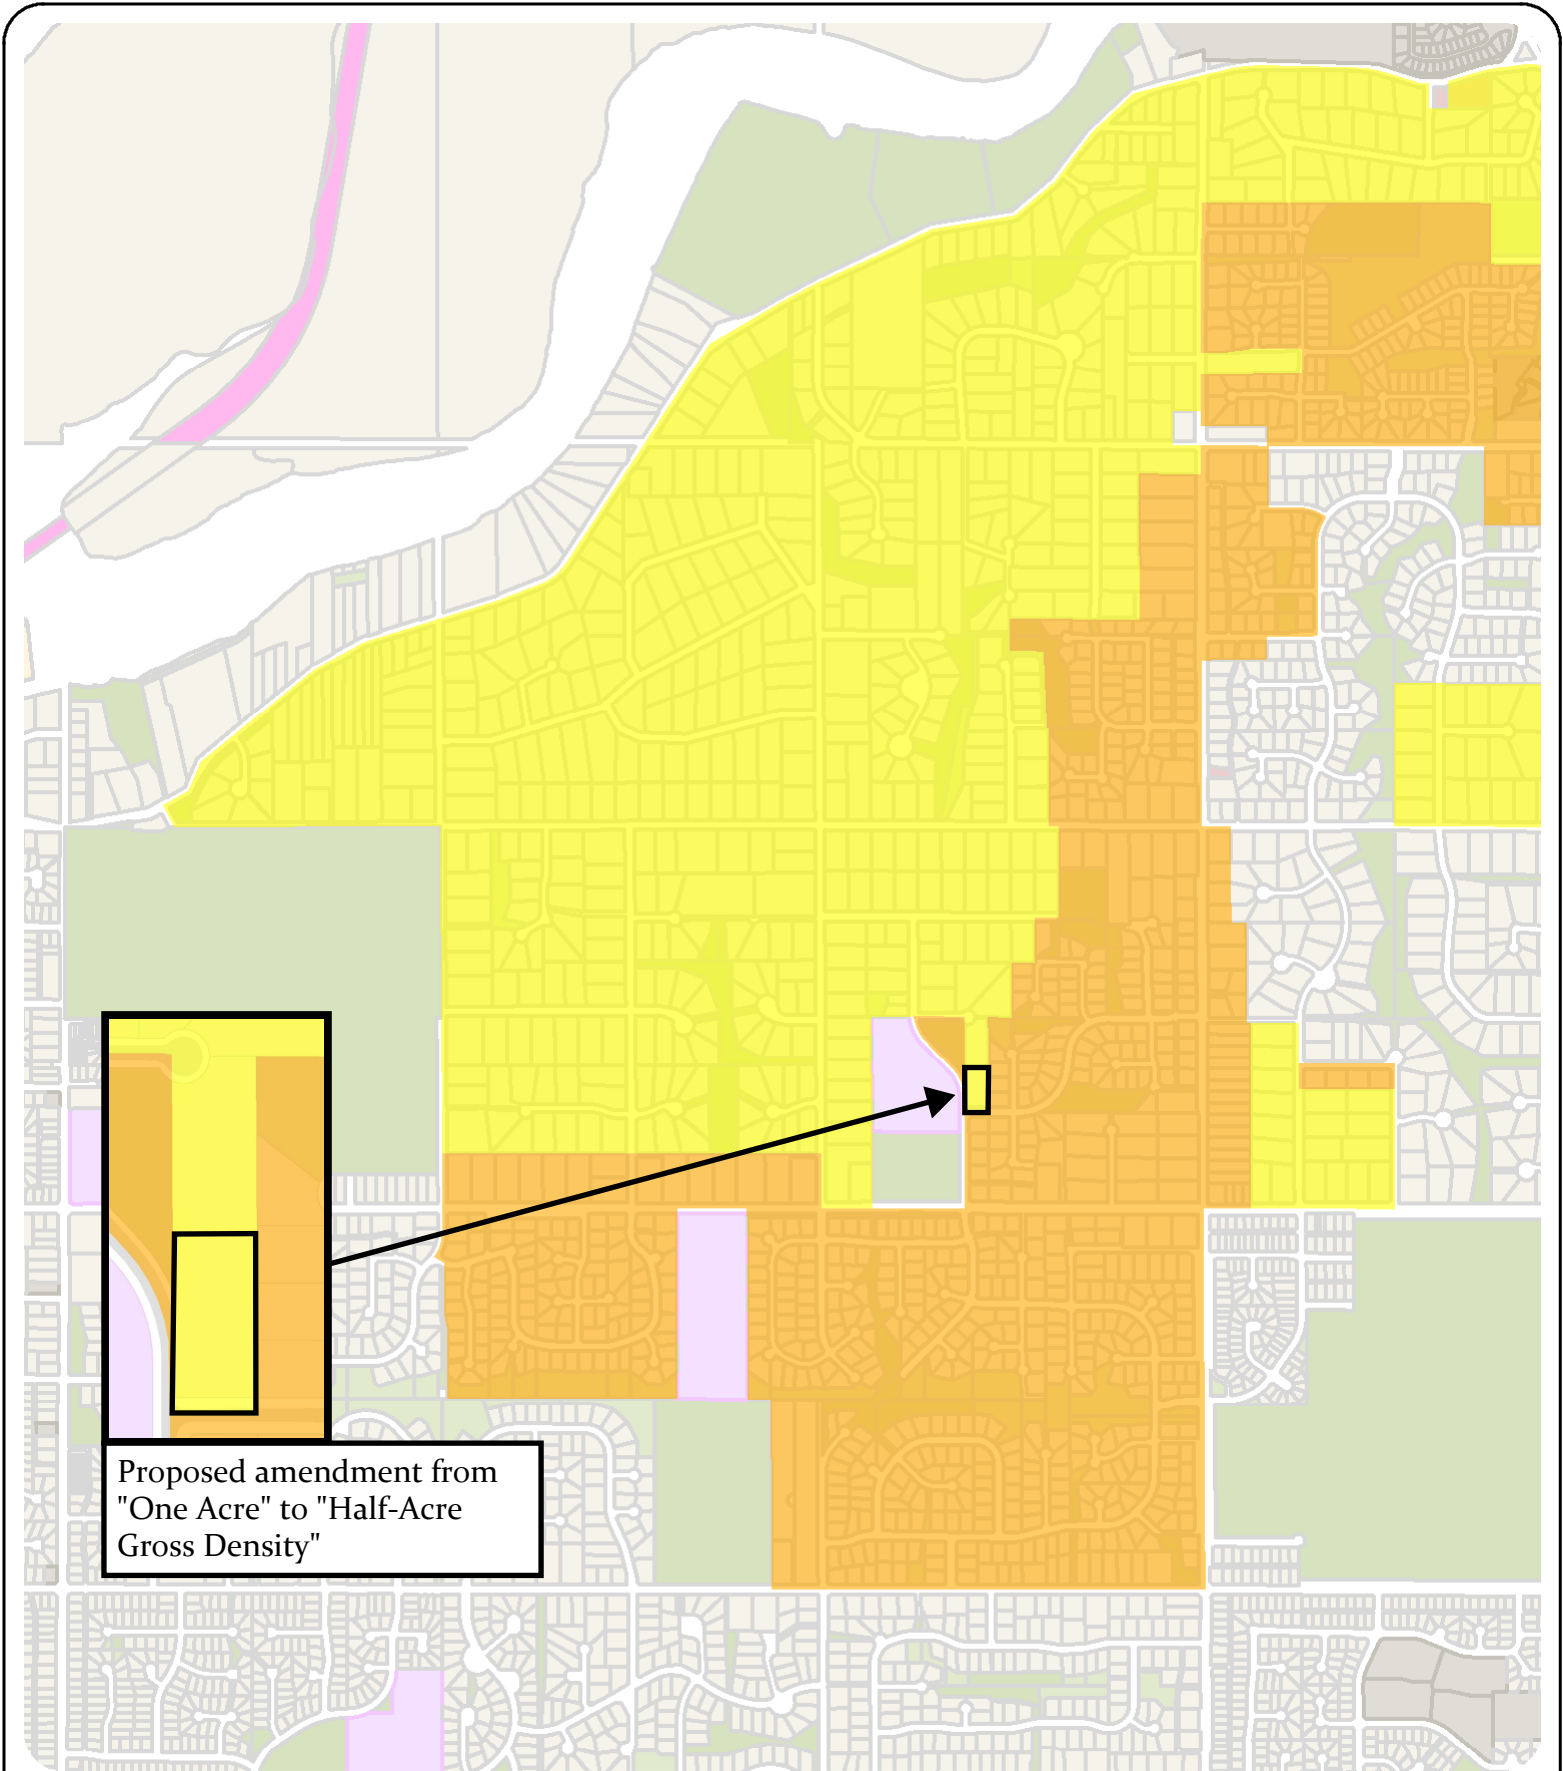 Proposed amendment from
"One Acre" to "Half-Acre
Gross Density"